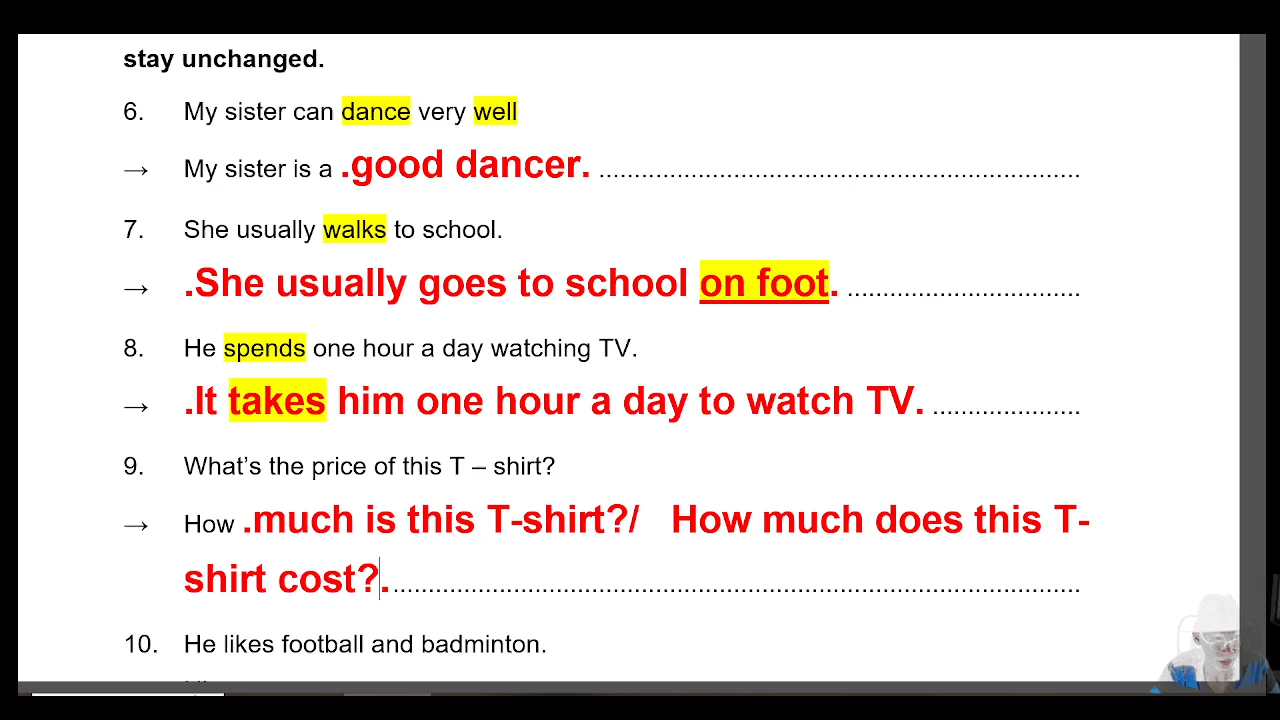 stay unchanged.
6. My sister can dance very well
→ My sister is a .good dancer. ....................................................................
7. She usually walks to school.
→ .She usually goes to school on foot. .................................
8. He spends one hour a day watching TV.
→ .It takes him one hour a day to watch TV. .....................
9. What's the price of this T – shirt?
→ How .much is this T-shirt?/ How much does this T-
shirt cost?. .................................................................................................
10. He likes football and badminton.